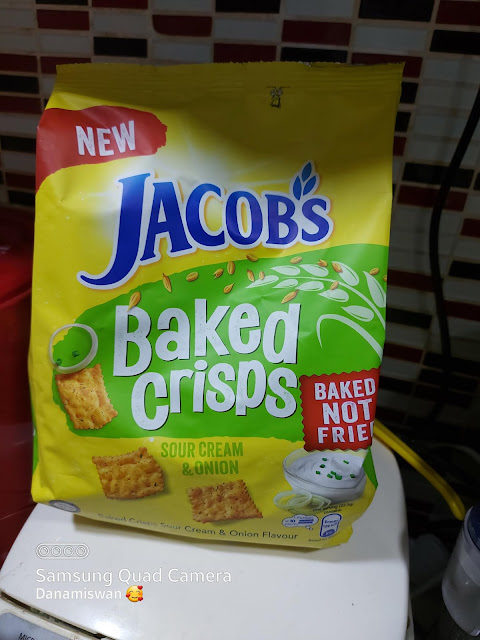 NEW
JACOB'S
Baked
Crisps
BAKED
NOT
FRIED
SOUR CREAM
& ONION
Baked Crisps Sour Cream & Onion Flavour
Samsung Quad Camera
Danamiswan🥰